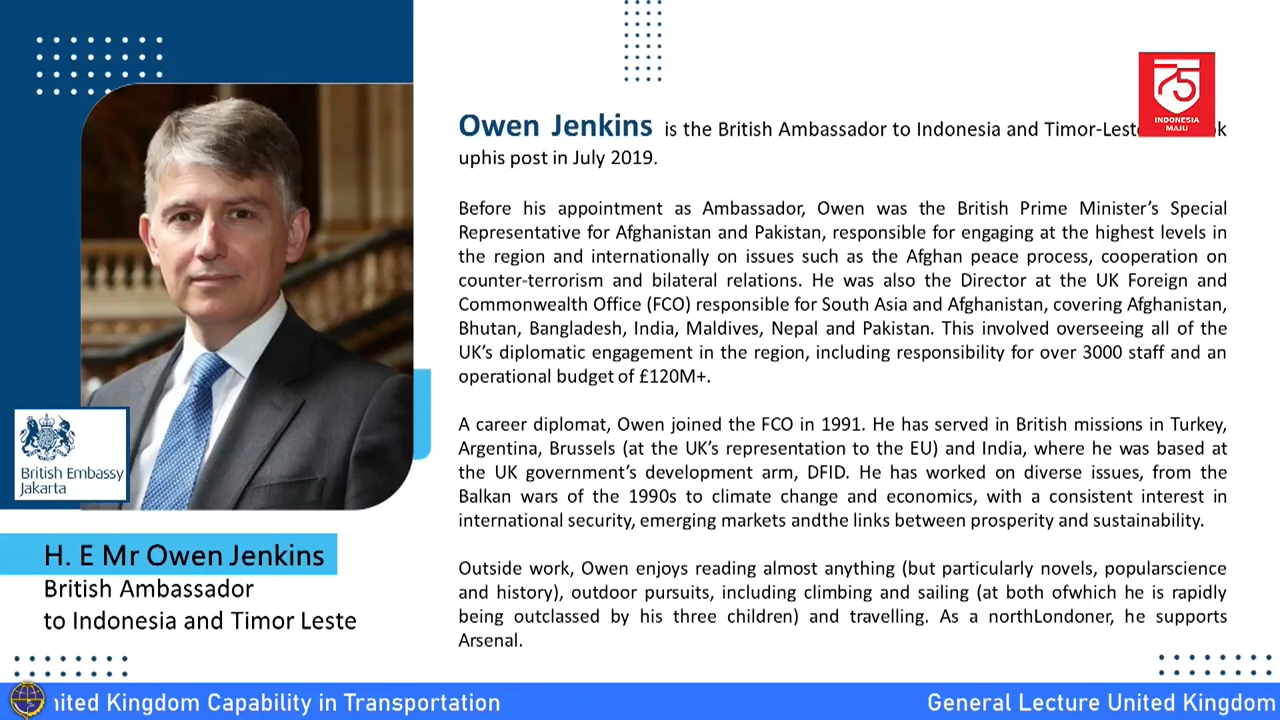 Owen Jenkins is the British Ambassador to Indonesia and Timor-Leste
uphis post in July 2019.
75
INDONESIA
MAJU
Before his appointment as Ambassador, Owen was the British Prime Minister's Special
Representative for Afghanistan and Pakistan, responsible for engaging at the highest levels in
the region and internationally on issues such as the Afghan peace process, cooperation on
counter-terrorism and bilateral relations. He was also the Director at the UK Foreign and
Commonwealth Office (FCO) responsible for South Asia and Afghanistan, covering Afghanistan,
Bhutan, Bangladesh, India, Maldives, Nepal and Pakistan. This involved overseeing all of the
UK's diplomatic engagement in the region, including responsibility for over 3000 staff and an
operational budget of £120M+.
A career diplomat, Owen joined the FCO in 1991. He has served in British missions in Turkey,
Argentina, Brussels (at the UK's representation to the EU) and India, where he was based at
the UK government's development arm, DFID. He has worked on diverse issues, from the
Balkan wars of the 1990s to climate change and economics, with a consistent interest in
international security, emerging markets andthe links between prosperity and sustainability.
Outside work, Owen enjoys reading almost anything (but particularly novels, popularscience
and history), outdoor pursuits, including climbing and sailing (at both ofwhich he is rapidly
being outclassed by his three children) and travelling. As a northLondoner, he supports
Arsenal.
British Embassy
Jakarta
H. E Mr Owen Jenkins
British Ambassador
to Indonesia and Timor Leste
nited Kingdom Capability in Transportation
General Lecture United Kingdom